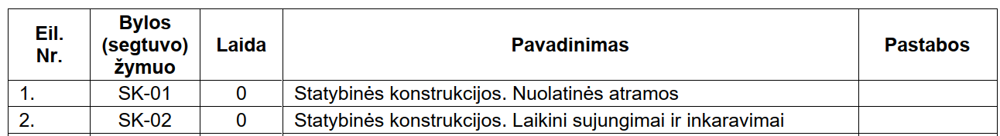 Eil. Nr. Bylos (segtuvo) žymuo Laida Pavadinimas Pastabos
1. SK-01 0 Statybinės konstrukcijos. Nuolatinės atramos
2. SK-02 0 Statybinės konstrukcijos. Laikini sujungimai ir inkaravimai